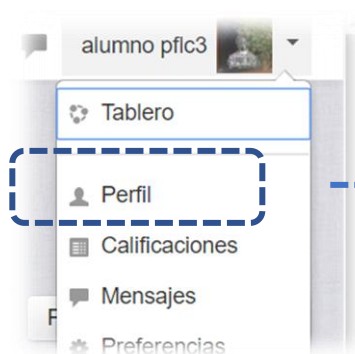 alumno pflc3
Tablero
Perfil
Calificaciones
Mensajes
F
Preferencias